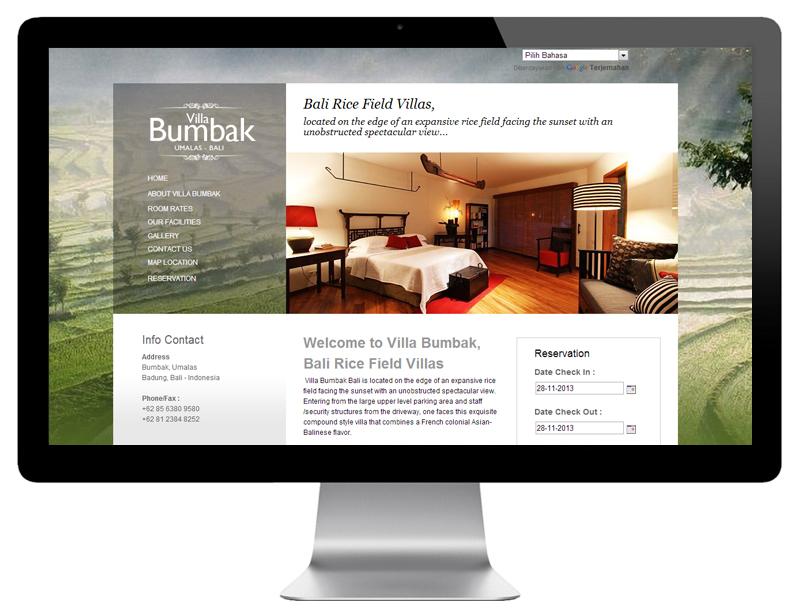 Pilih Bahasa
Google Terjemahan
Villa
Bumbak
UMALAS - BALI
HOME
ABOUT VILLA BUMBAK
ROOM RATES
OUR FACILITIES
GALLERY
CONTACT US
MAP LOCATION
RESERVATION
Bali Rice Field Villas,
located on the edge of an expansive rice field facing the sunset with an
unobstructed spectacular view...
Info Contact
Address
Bumbak, Umalas
Badung, Bali - Indonesia
Phone/Fax :
+62 85 6380 9580
+62 81 2384 8252
Welcome to Villa Bumbak,
Bali Rice Field Villas
Villa Bumbak Bali is located on the edge of an expansive rice
field facing the sunset with an unobstructed spectacular view.
Entering from the large upper level parking area and staff
/security structures from the driveway, one faces this exquisite
compound style villa that combines a French colonial Asian-
Balinese flavor.
Reservation
Date Check In :
28-11-2013
Date Check Out :
28-11-2013